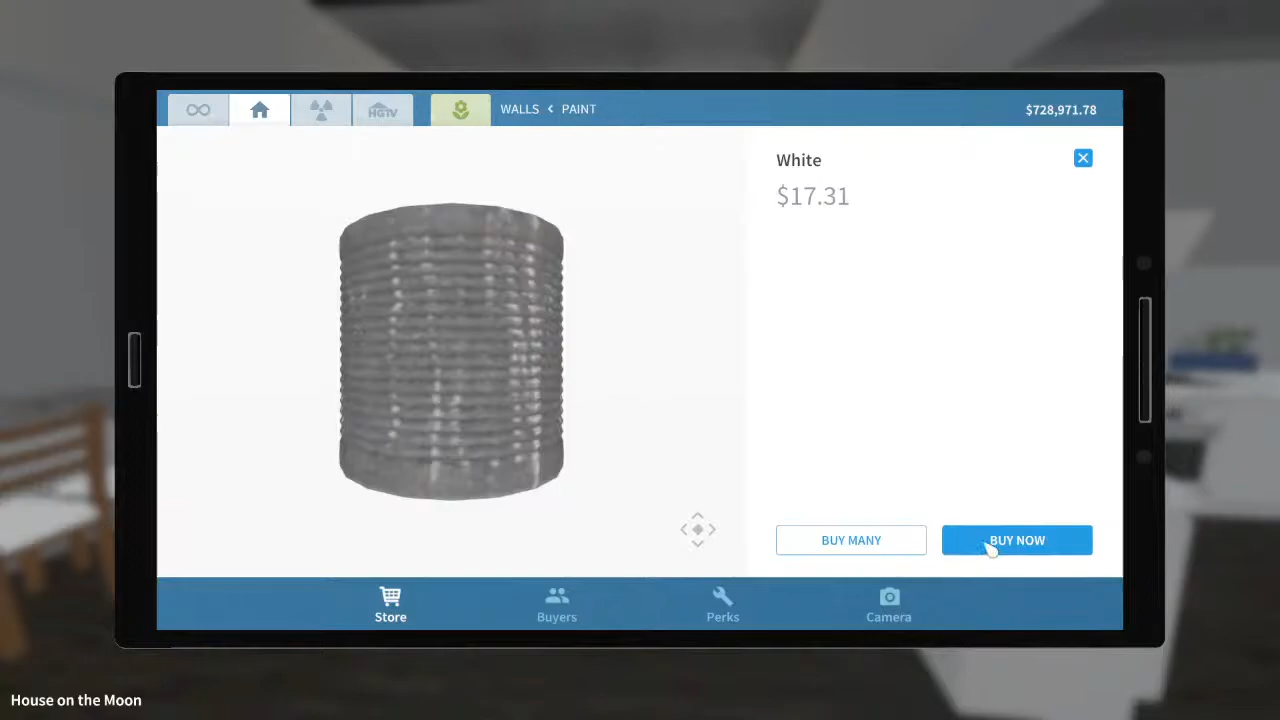 HGTV
WALLS < PAINT
$728,971.78
White
$17.31
BUY MANY
BUY NOW
Store
Buyers
Perks
Camera
House on the Moon